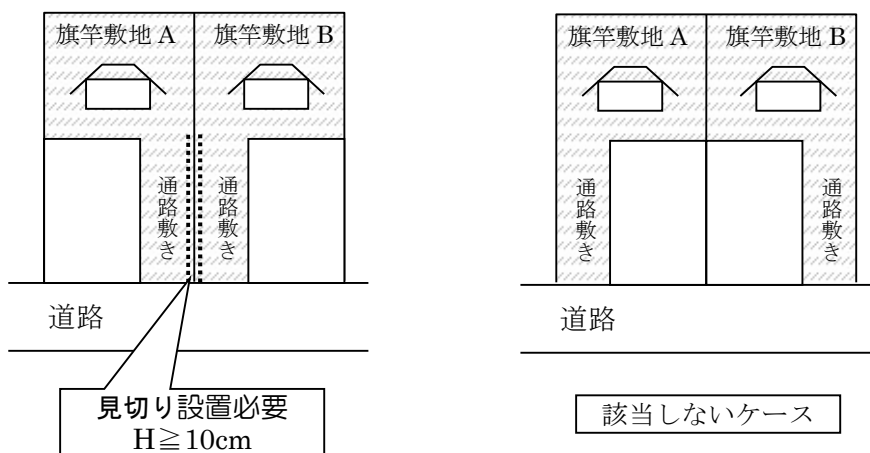 旗竿敷地 A
旗竿敷地 B
通路敷き
通路敷き
道路
見切り設置必要
H≧10cm
旗竿敷地 A
旗竿敷地 B
通路敷き
通路敷き
道路
該当しないケース